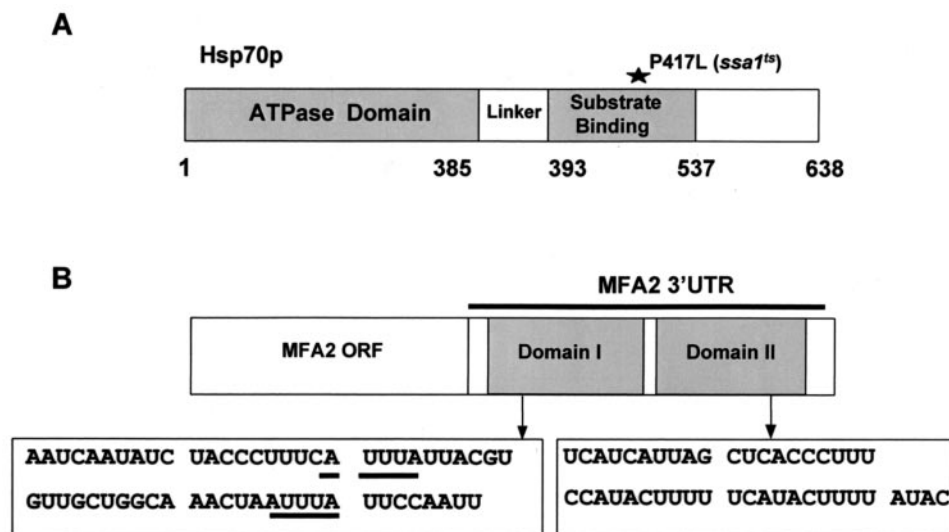 A
Hsp70p
P417L (ssa1ts)
ATPase Domain
Linker
Substrate
Binding
1
385
393
537
638
B
MFA2 3'UTR
MFA2 ORF
Domain I
Domain II
AAUCAAUAUC UACCCUUUCA UUUAUUACGU
GUUGCUGGCA AACUAAUUUA UUCCAAUU
UCAUCAUUAG CUCACCCUUU
CCAUACUUUU UCAUACUUUU AUAC